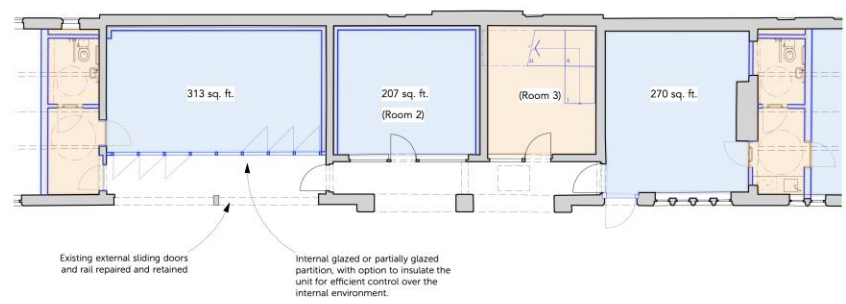 313 sq. ft.
207 sq. ft.
(Room 2)
(Room 3)
270 sq. ft.
Existing external sliding doors
and rail repaired and retained
Internal glazed or partially glazed
partition, with option to insulate the
unit for efficient control over the
internal environment.